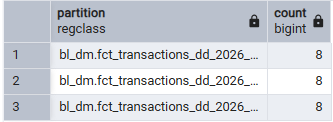 partition count
regclass bigint
1 bl_dm.fct_transactions_dd_2026_... 8
2 bl_dm.fct_transactions_dd_2026_... 8
3 bl_dm.fct_transactions_dd_2026_... 8